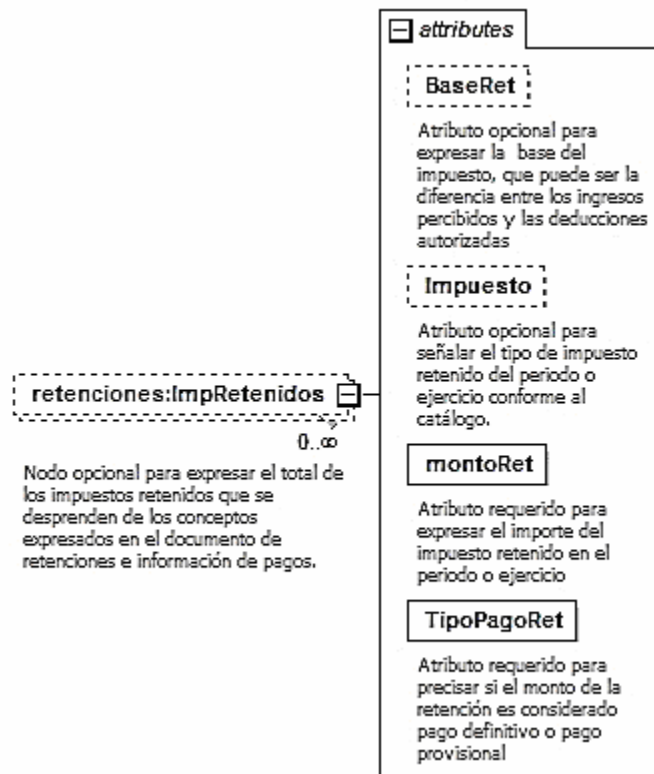 attributes
BaseRet
Atributo opcional para
expresar la base del
impuesto, que puede ser la
diferencia entre los ingresos
percibidos y las deducciones
autorizadas
Impuesto
Atributo opcional para
señalar el tipo de impuesto
retenido del periodo o
ejercicio conforme al
catálogo.
retenciones:ImpRetenidos
0..∞
Nodo opcional para expresar el total de
los impuestos retenidos que se
desprenden de los conceptos
expresados en el documento de
retenciones e información de pagos.
montoRet
Atributo requerido para
expresar el importe del
impuesto retenido en el
periodo o ejercicio
TipoPagoRet
Atributo requerido para
precisar si el monto de la
retención es considerado
pago definitivo o pago
provisional